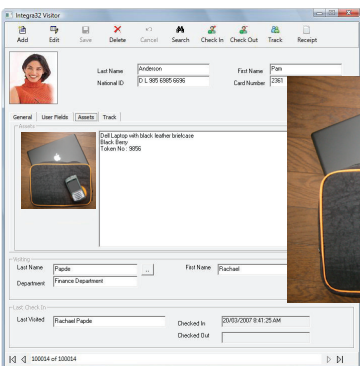 Integra32 Visitor
Add Edit Save Delete Cancel Search Check In Check Out Track Receipt
Last Name Anderson First Name Pam
National ID D L 985 6985 6696 Card Number 2361
General User Fields Assets Track
Assets
Dell Laptop with black leather briefcase
Black Berry
Token No : 9856
Visiting
Last Name Papde .. First Name Rachael
Department Finance Department
Last Check In
Last Visited Rachael Papde Checked In 20/03/2007 8:41:25 AM
Checked Out
100014 of 100014